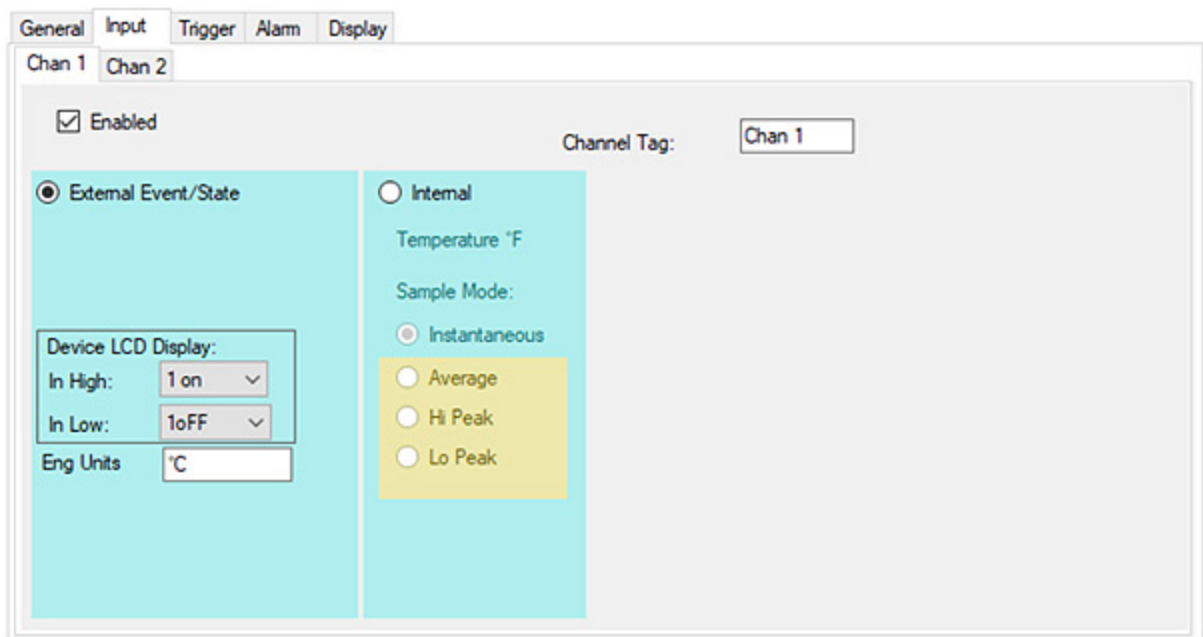 General Input Trigger Alarm Display
Chan 1 Chan 2
Enabled
Channel Tag: Chan 1
External Event/State
Device LCD Display:
In High: 1 on
In Low: 1oFF
Eng Units °C
Internal
Temperature °F
Sample Mode:
Instantaneous
Average
Hi Peak
Lo Peak